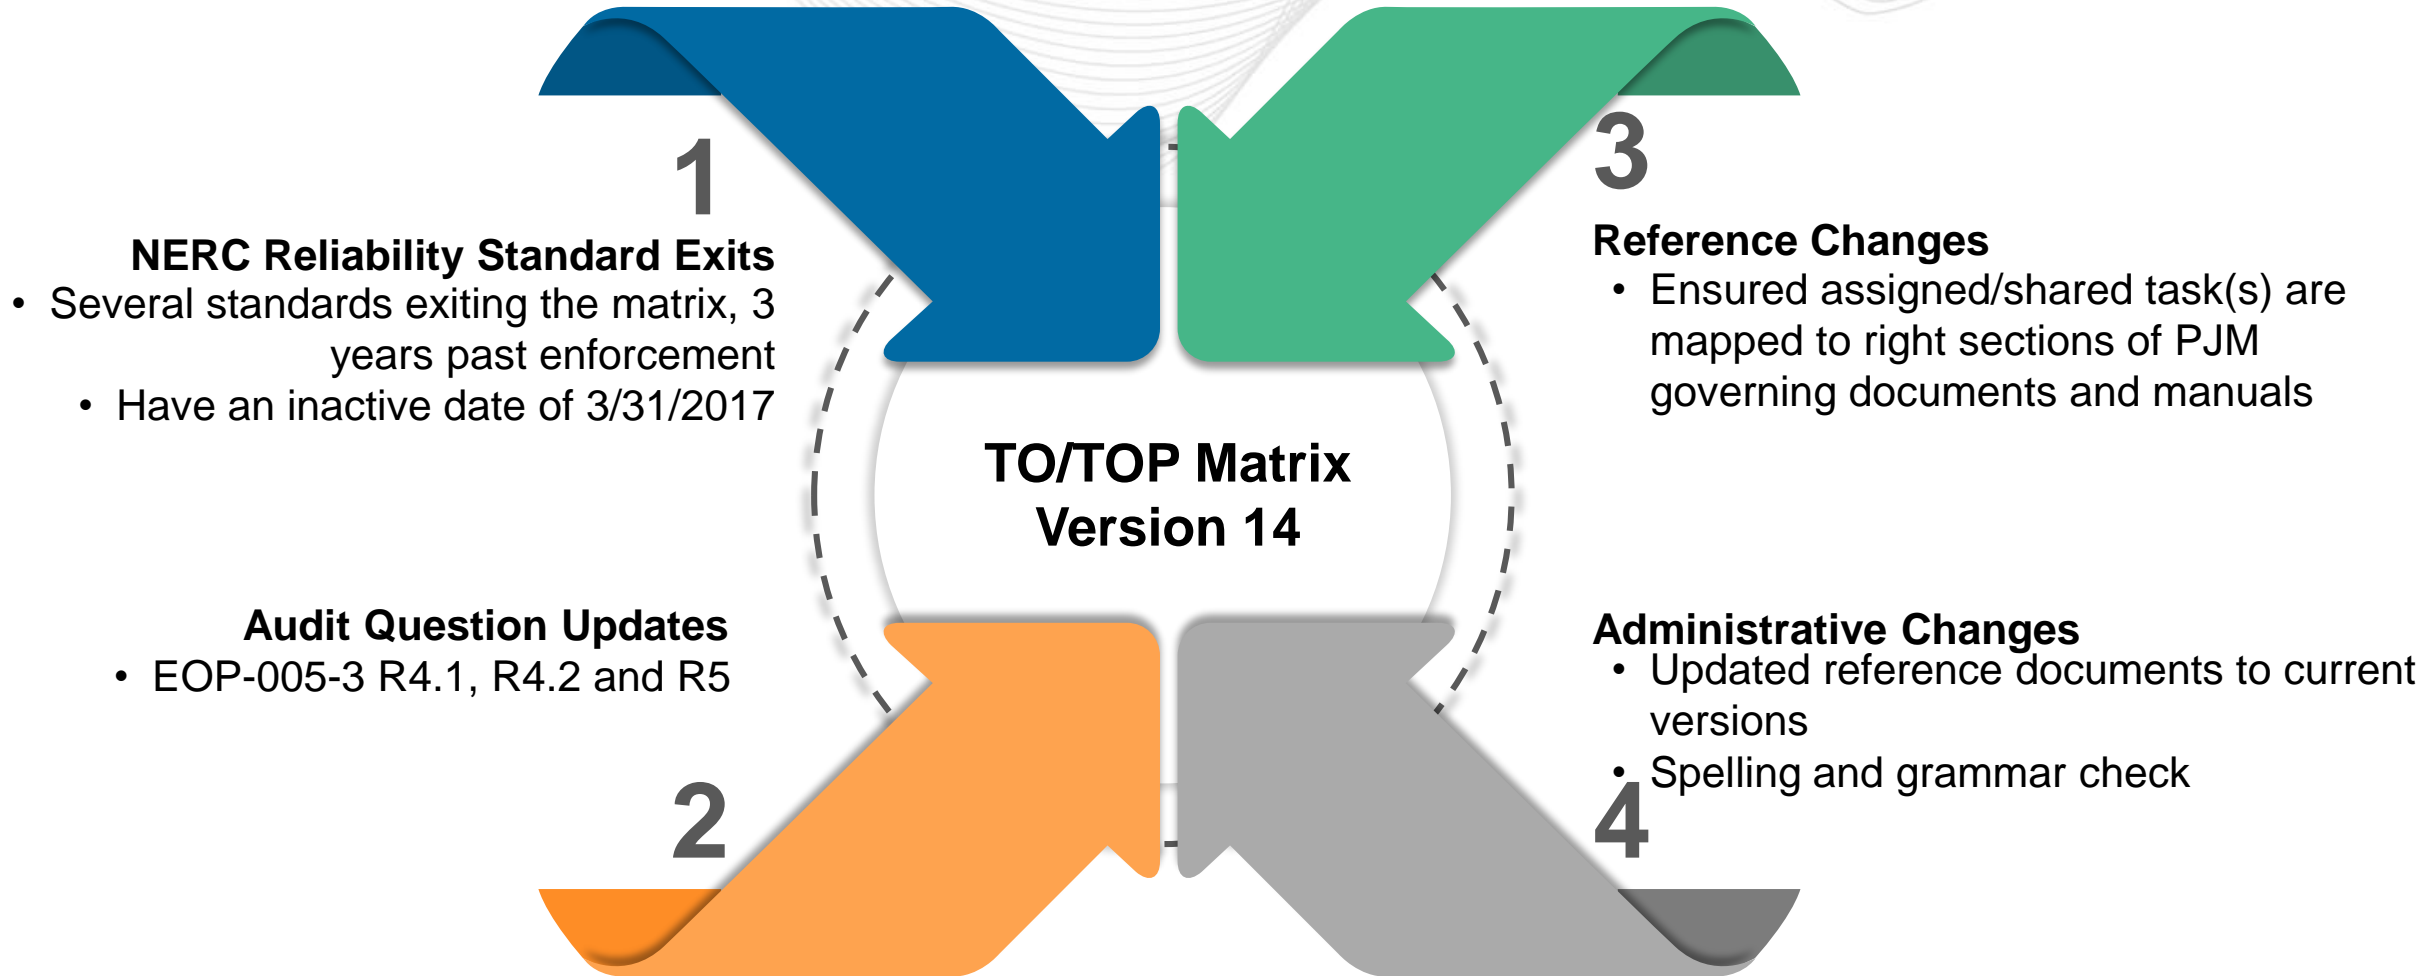 1
NERC Reliability Standard Exits
• Several standards exiting the matrix, 3
years past enforcement
• Have an inactive date of 3/31/2017
2
Audit Question Updates
• EOP-005-3 R4.1, R4.2 and R5
TO/TOP Matrix
Version 14
3
Reference Changes
• Ensured assigned/shared task(s) are
mapped to right sections of PJM
governing documents and manuals
4
Administrative Changes
• Updated reference documents to current
versions
• Spelling and grammar check